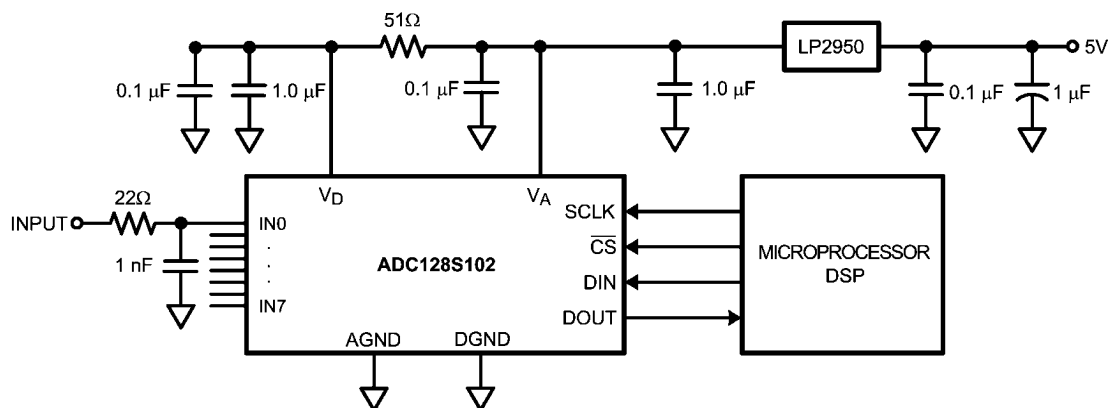 51Ω
LP2950
5V
0.1 µF
1.0 µF
0.1 µF
1.0 µF
0.1 µF
1 µF
V_D
V_A
22Ω
INPUT
IN0
1 nF
.
.
.
IN7
ADC128S102
SCLK
C̅S̅
DIN
DOUT
MICROPROCESSOR
DSP
AGND
DGND